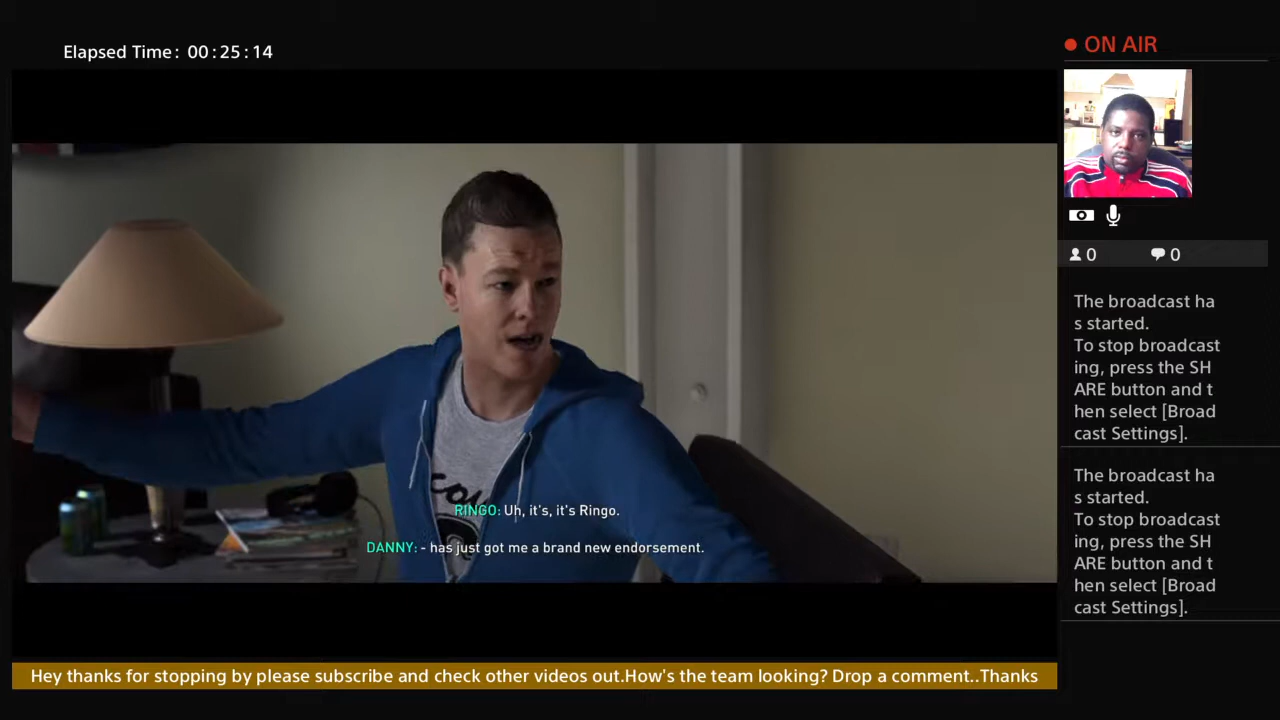 Elapsed Time: 00:25:14
ON AIR
0
0
The broadcast ha
s started.
To stop broadcast
ing, press the SH
ARE button and t
hen select [Broad
cast Settings].
The broadcast ha
s started.
To stop broadcast
ing, press the SH
ARE button and t
hen select [Broad
cast Settings].
RINGO: Uh, it's, it's Ringo.
DANNY: - has just got me a brand new endorsement.
Hey thanks for stopping by please subscribe and check other videos out.How's the team looking? Drop a comment..Thanks